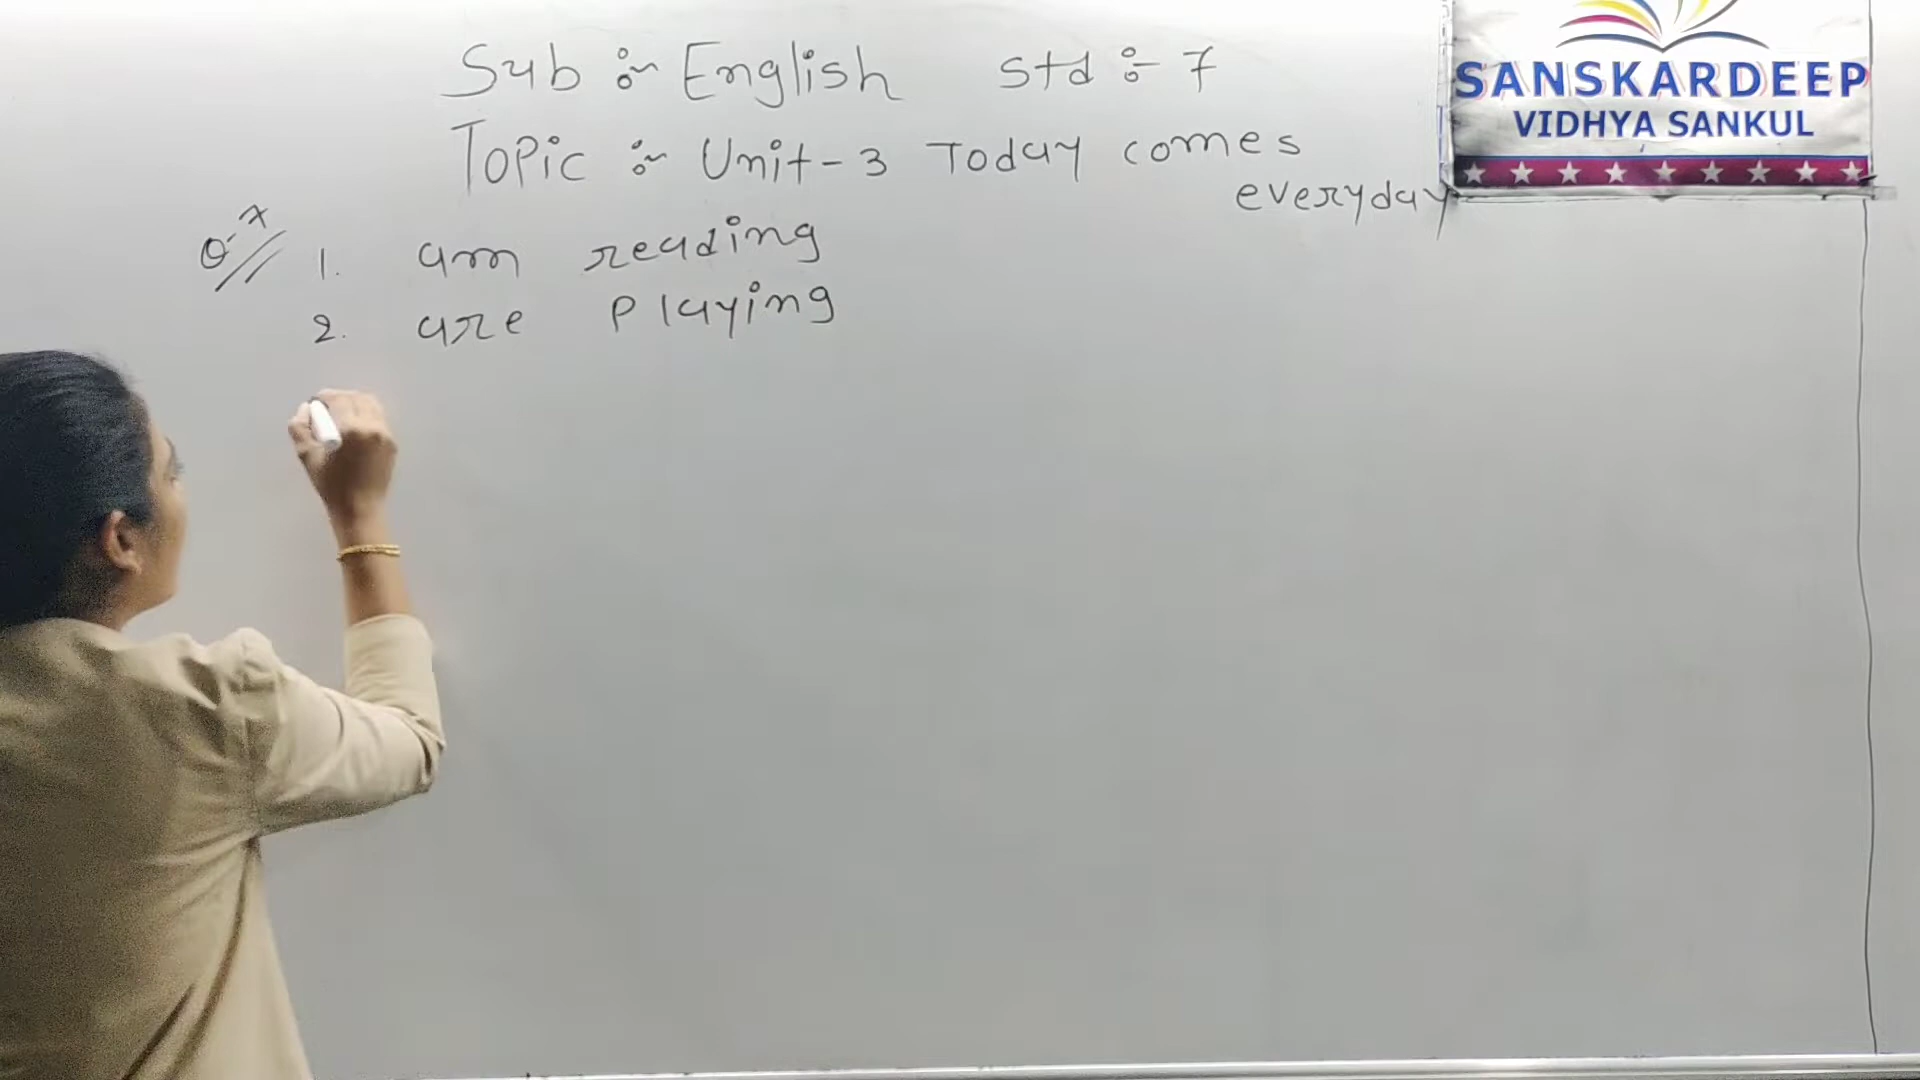 Sub :- English Std :- 7
Topic :- Unit-3 Today comes
everyday
Q-7 1. am reading
2. are playing
SANSKARDEEP
VIDHYA SANKUL